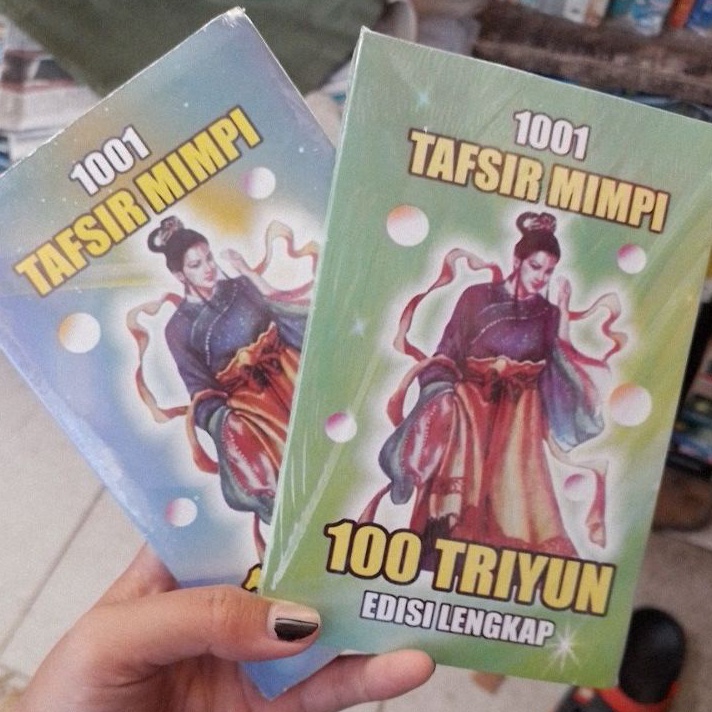 1001
TAFSIR MIMPI
1001
TAFSIR MIMPI
100 TRIYUN
EDISI LENGKAP